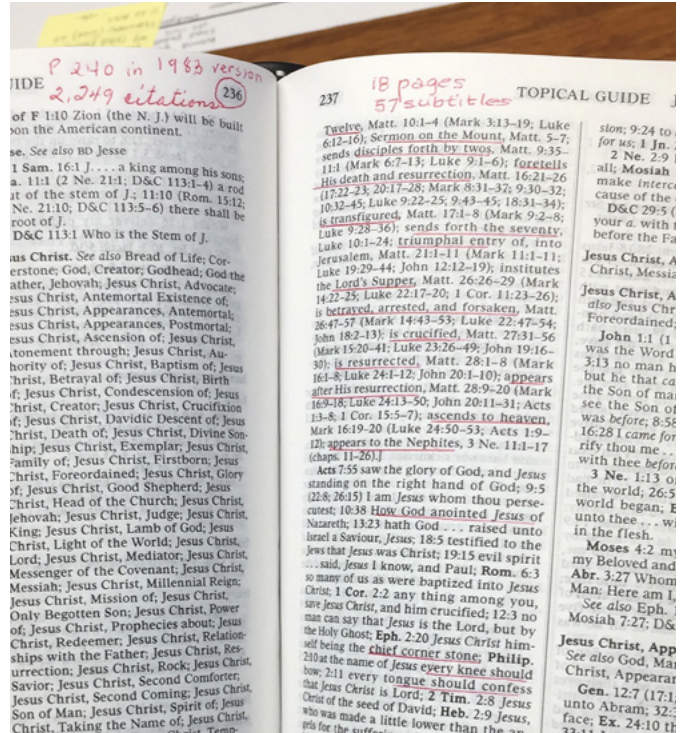 P 240 in 1983 version
2,249 citations
236
IDE
of F 1:10 Zion (the N. J.) will be built
on the American continent.
se. See also BD Jesse
1 Sam. 16:1 J. . . . a king among his sons;
a. 11:1 (2 Ne. 21:1; D&C 113:1–4) a rod
ut of the stem of J.; 11:10 (Rom. 15:12;
Ne. 21:10; D&C 113:5–6) there shall be
root of J.
D&C 113:1 Who is the Stem of J.
us Christ. See also Bread of Life; Cor-
erstone; God, Creator; Godhead; God the
ather, Jehovah; Jesus Christ, Advocate;
esus Christ, Antemortal Existence of;
esus Christ, Appearances, Antemortal;
esus Christ, Appearances, Postmortal;
esus Christ, Ascension of; Jesus Christ,
tonement through; Jesus Christ, Au-
hority of; Jesus Christ, Baptism of; Jesus
hrist, Betrayal of; Jesus Christ, Birth
f; Jesus Christ, Condescension of; Jesus
hrist, Creator; Jesus Christ, Crucifixion
f; Jesus Christ, Davidic Descent of; Jesus
hrist, Death of; Jesus Christ, Divine Son-
hip; Jesus Christ, Exemplar; Jesus Christ,
amily of; Jesus Christ, Firstborn; Jesus
hrist, Foreordained; Jesus Christ, Glory
of; Jesus Christ, Good Shepherd; Jesus
Christ, Head of the Church; Jesus Christ,
ehovah; Jesus Christ, Judge; Jesus Christ,
King; Jesus Christ, Lamb of God; Jesus
Christ, Light of the World; Jesus Christ,
Lord; Jesus Christ, Mediator; Jesus Christ,
Messenger of the Covenant; Jesus Christ,
Messiah; Jesus Christ, Millennial Reign;
Jesus Christ, Mission of; Jesus Christ,
Only Begotten Son; Jesus Christ, Power
of; Jesus Christ, Prophecies about; Jesus
Christ, Redeemer; Jesus Christ, Relation-
ships with the Father; Jesus Christ, Res-
urrection; Jesus Christ, Rock; Jesus Christ,
Savior; Jesus Christ, Second Comforter;
Jesus Christ, Second Coming; Jesus Christ,
Son of Man; Jesus Christ, Spirit of; Jesus
Christ, Taking the Name of; Jesus Christ,
18 pages
57 subtitles
237 TOPICAL GUIDE
Twelve, Matt. 10:1–4 (Mark 3:13–19; Luke
6:12–16); Sermon on the Mount, Matt. 5–7;
sends disciples forth by twos, Matt. 9:35–
11:1 (Mark 6:7–13; Luke 9:1–6); foretells
His death and resurrection, Matt. 16:21–26
(17:22–23; 20:17–28; Mark 8:31–37; 9:30–32;
10:32–45; Luke 9:22–25; 9:43–45; 18:31–34);
is transfigured, Matt. 17:1–8 (Mark 9:2–8;
Luke 9:28–36); sends forth the seventy,
Luke 10:1–24; triumphal entry of, into
Jerusalem, Matt. 21:1–11 (Mark 11:1–11;
Luke 19:29–44; John 12:12–19); institutes
the Lord's Supper, Matt. 26:26–29 (Mark
14:22–25; Luke 22:17–20; 1 Cor. 11:23–26);
is betrayed, arrested, and forsaken, Matt.
26:47–57 (Mark 14:43–53; Luke 22:47–54;
John 18:2–13); is crucified, Matt. 27:31–56
(Mark 15:20–41; Luke 23:26–49; John 19:16–
30); is resurrected, Matt. 28:1–8 (Mark
16:1–8; Luke 24:1–12; John 20:1–10); appears
after His resurrection, Matt. 28:9–20 (Mark
16:9–18; Luke 24:13–50; John 20:11–31; Acts
1:3–8; 1 Cor. 15:5–7); ascends to heaven,
Mark 16:19–20 (Luke 24:50–53; Acts 1:9–
12); appears to the Nephites, 3 Ne. 11:1–17
(chaps. 11–26).]
Acts 7:55 saw the glory of God, and Jesus
standing on the right hand of God; 9:5
(22:8; 26:15) I am Jesus whom thou perse-
cutest; 10:38 How God anointed Jesus of
Nazareth; 13:23 hath God . . . raised unto
Israel a Saviour, Jesus; 18:5 testified to the
Jews that Jesus was Christ; 19:15 evil spirit
. . . said, Jesus I know, and Paul; Rom. 6:3
so many of us as were baptized into Jesus
Christ; 1 Cor. 2:2 any thing among you,
save Jesus Christ, and him crucified; 12:3 no
man can say that Jesus is the Lord, but by
the Holy Ghost; Eph. 2:20 Jesus Christ him-
self being the chief corner stone; Philip.
2:10 at the name of Jesus every knee should
bow; 2:11 every tongue should confess
that Jesus Christ is Lord; 2 Tim. 2:8 Jesus
Christ of the seed of David; Heb. 2:9 Jesus,
who was made a little lower than the an-
gels for the
sion; 9:24 to
for us; 1 Jn.
2 Ne. 2:9
all; Mosiah
make interc
cause of the
D&C 29:5 (
your a. with t
before the Fa
Jesus Christ, A
Christ, Messia
Jesus Christ, A
also Jesus Chr
Foreordained;
John 1:1 (1
was the Word
3:13 no man h
but he that ca
the Son of man
see the Son of
was before; 8:58
16:28 I came for
rify thou me . .
with thee before
3 Ne. 1:13 o
the world; 26:5
world began; E
unto thee . . . wi
in the flesh.
Moses 4:2 my
my Beloved and
Abr. 3:27 Whom
Man: Here am I,
See also Eph. 1
Mosiah 7:27; D&
Jesus Christ, App
See also God, Man
Christ, Appearan
Gen. 12:7 (17:1;
unto Abram; 32:3
face; Ex. 24:10 th